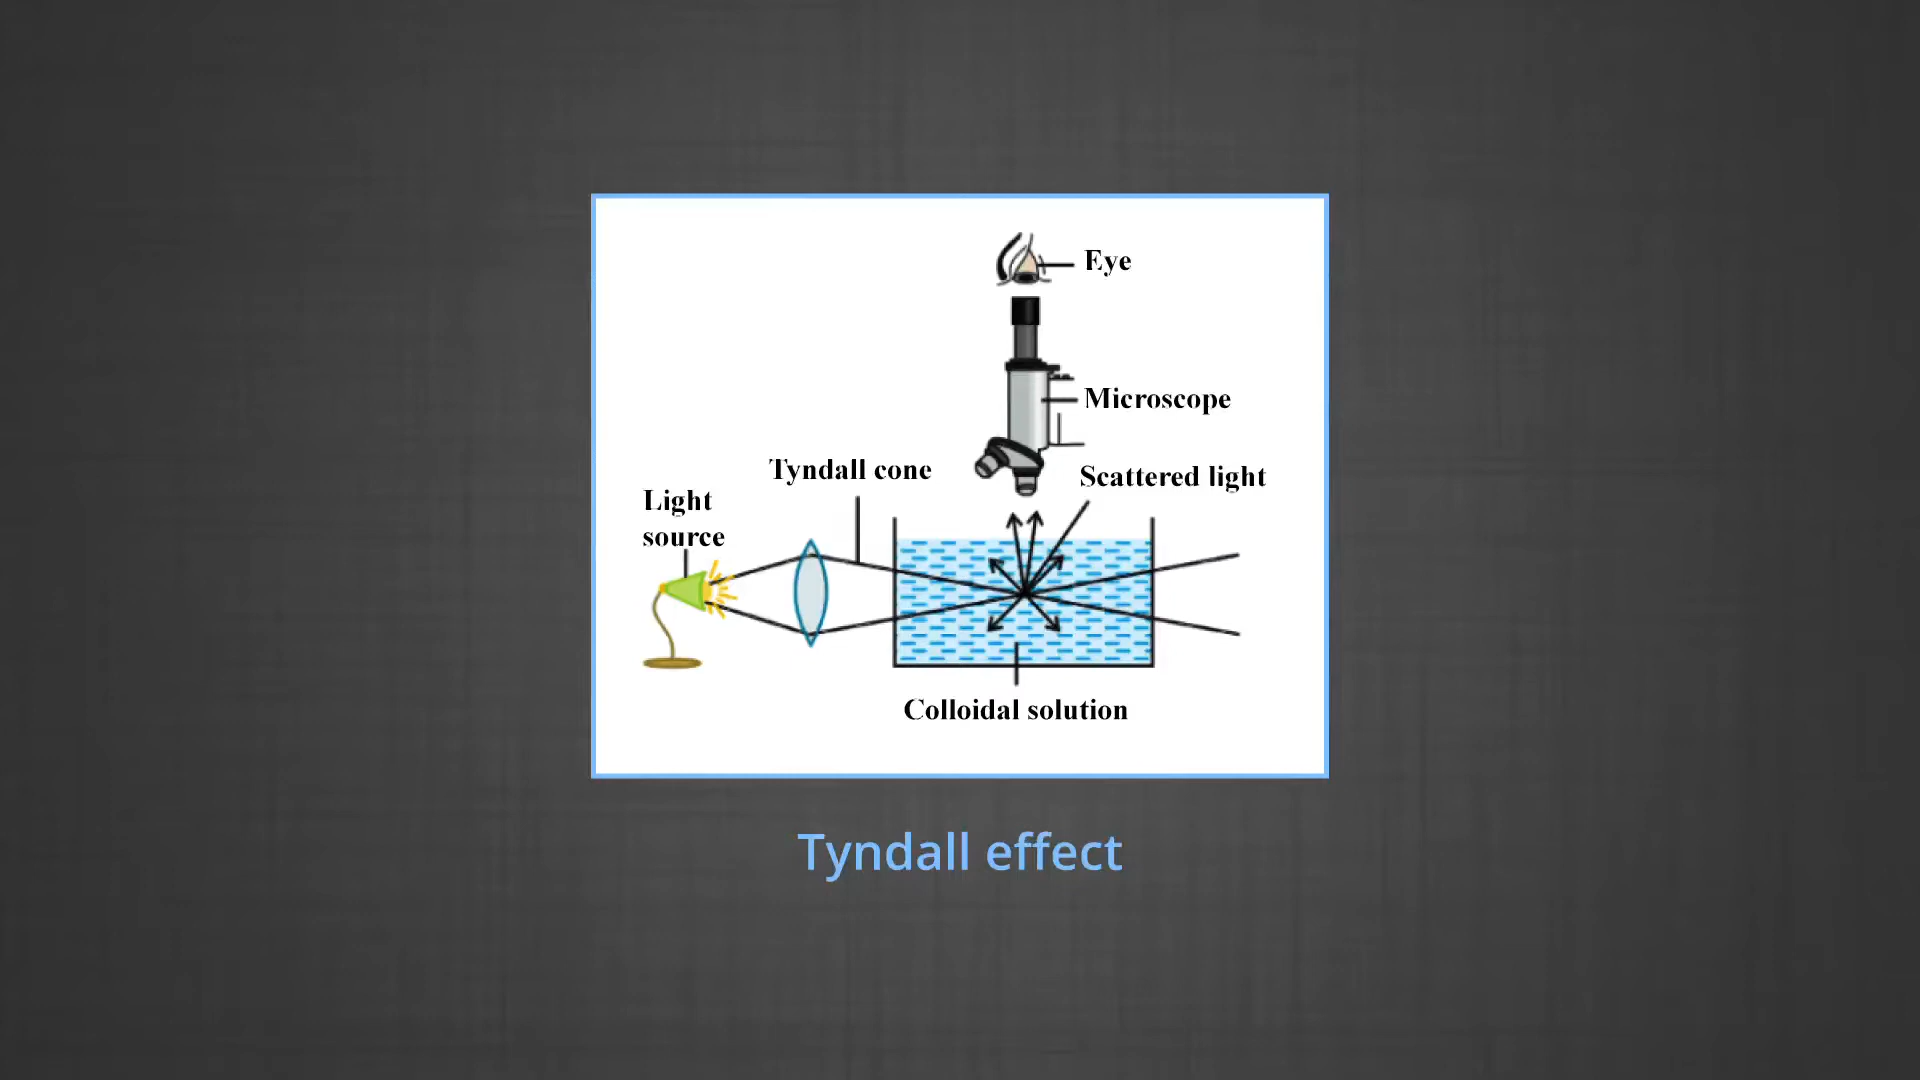 Eye
Microscope
Tyndall cone
Scattered light
Light
source
Colloidal solution
Tyndall effect